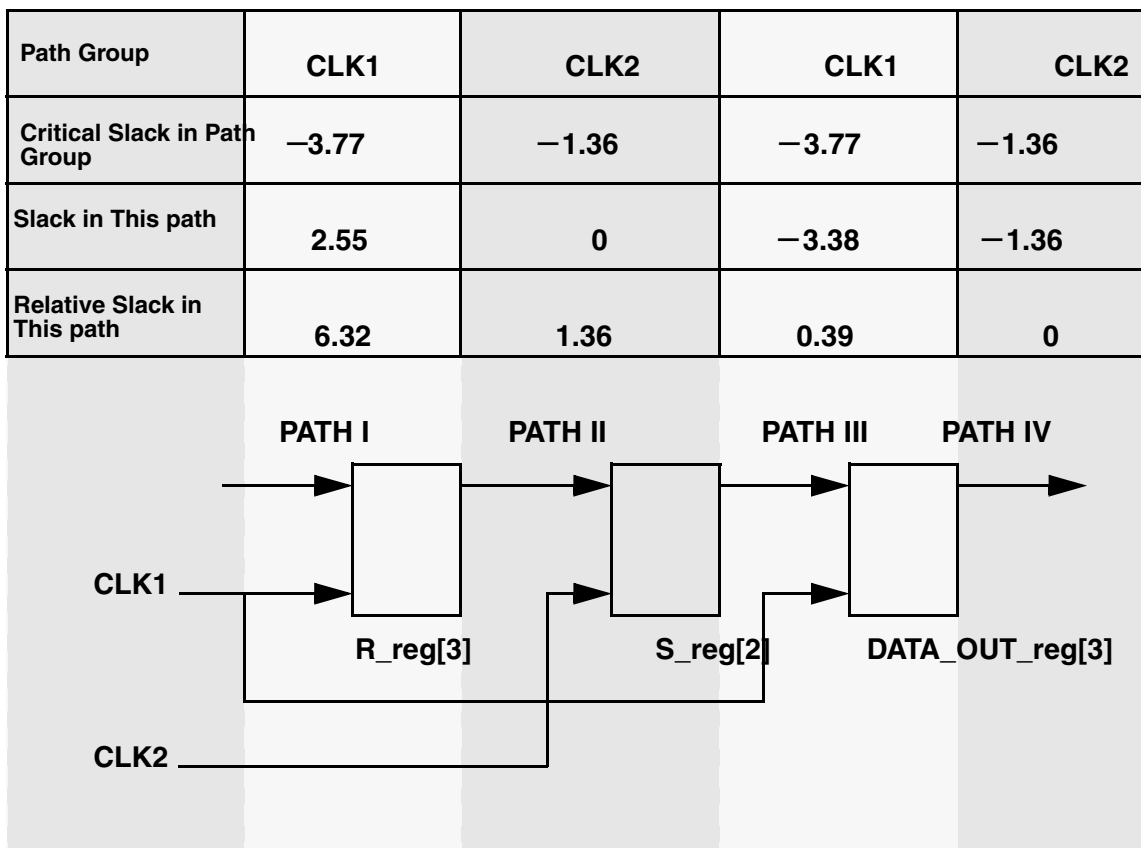 Path Group CLK1 CLK2 CLK1 CLK2
Critical Slack in Path
Group
−3.77 −1.36 −3.77 −1.36
Slack in This path
2.55 0 −3.38 −1.36
Relative Slack in
This path
6.32 1.36 0.39 0
PATH I PATH II PATH III PATH IV
CLK1
R_reg[3] S_reg[2] DATA_OUT_reg[3]
CLK2